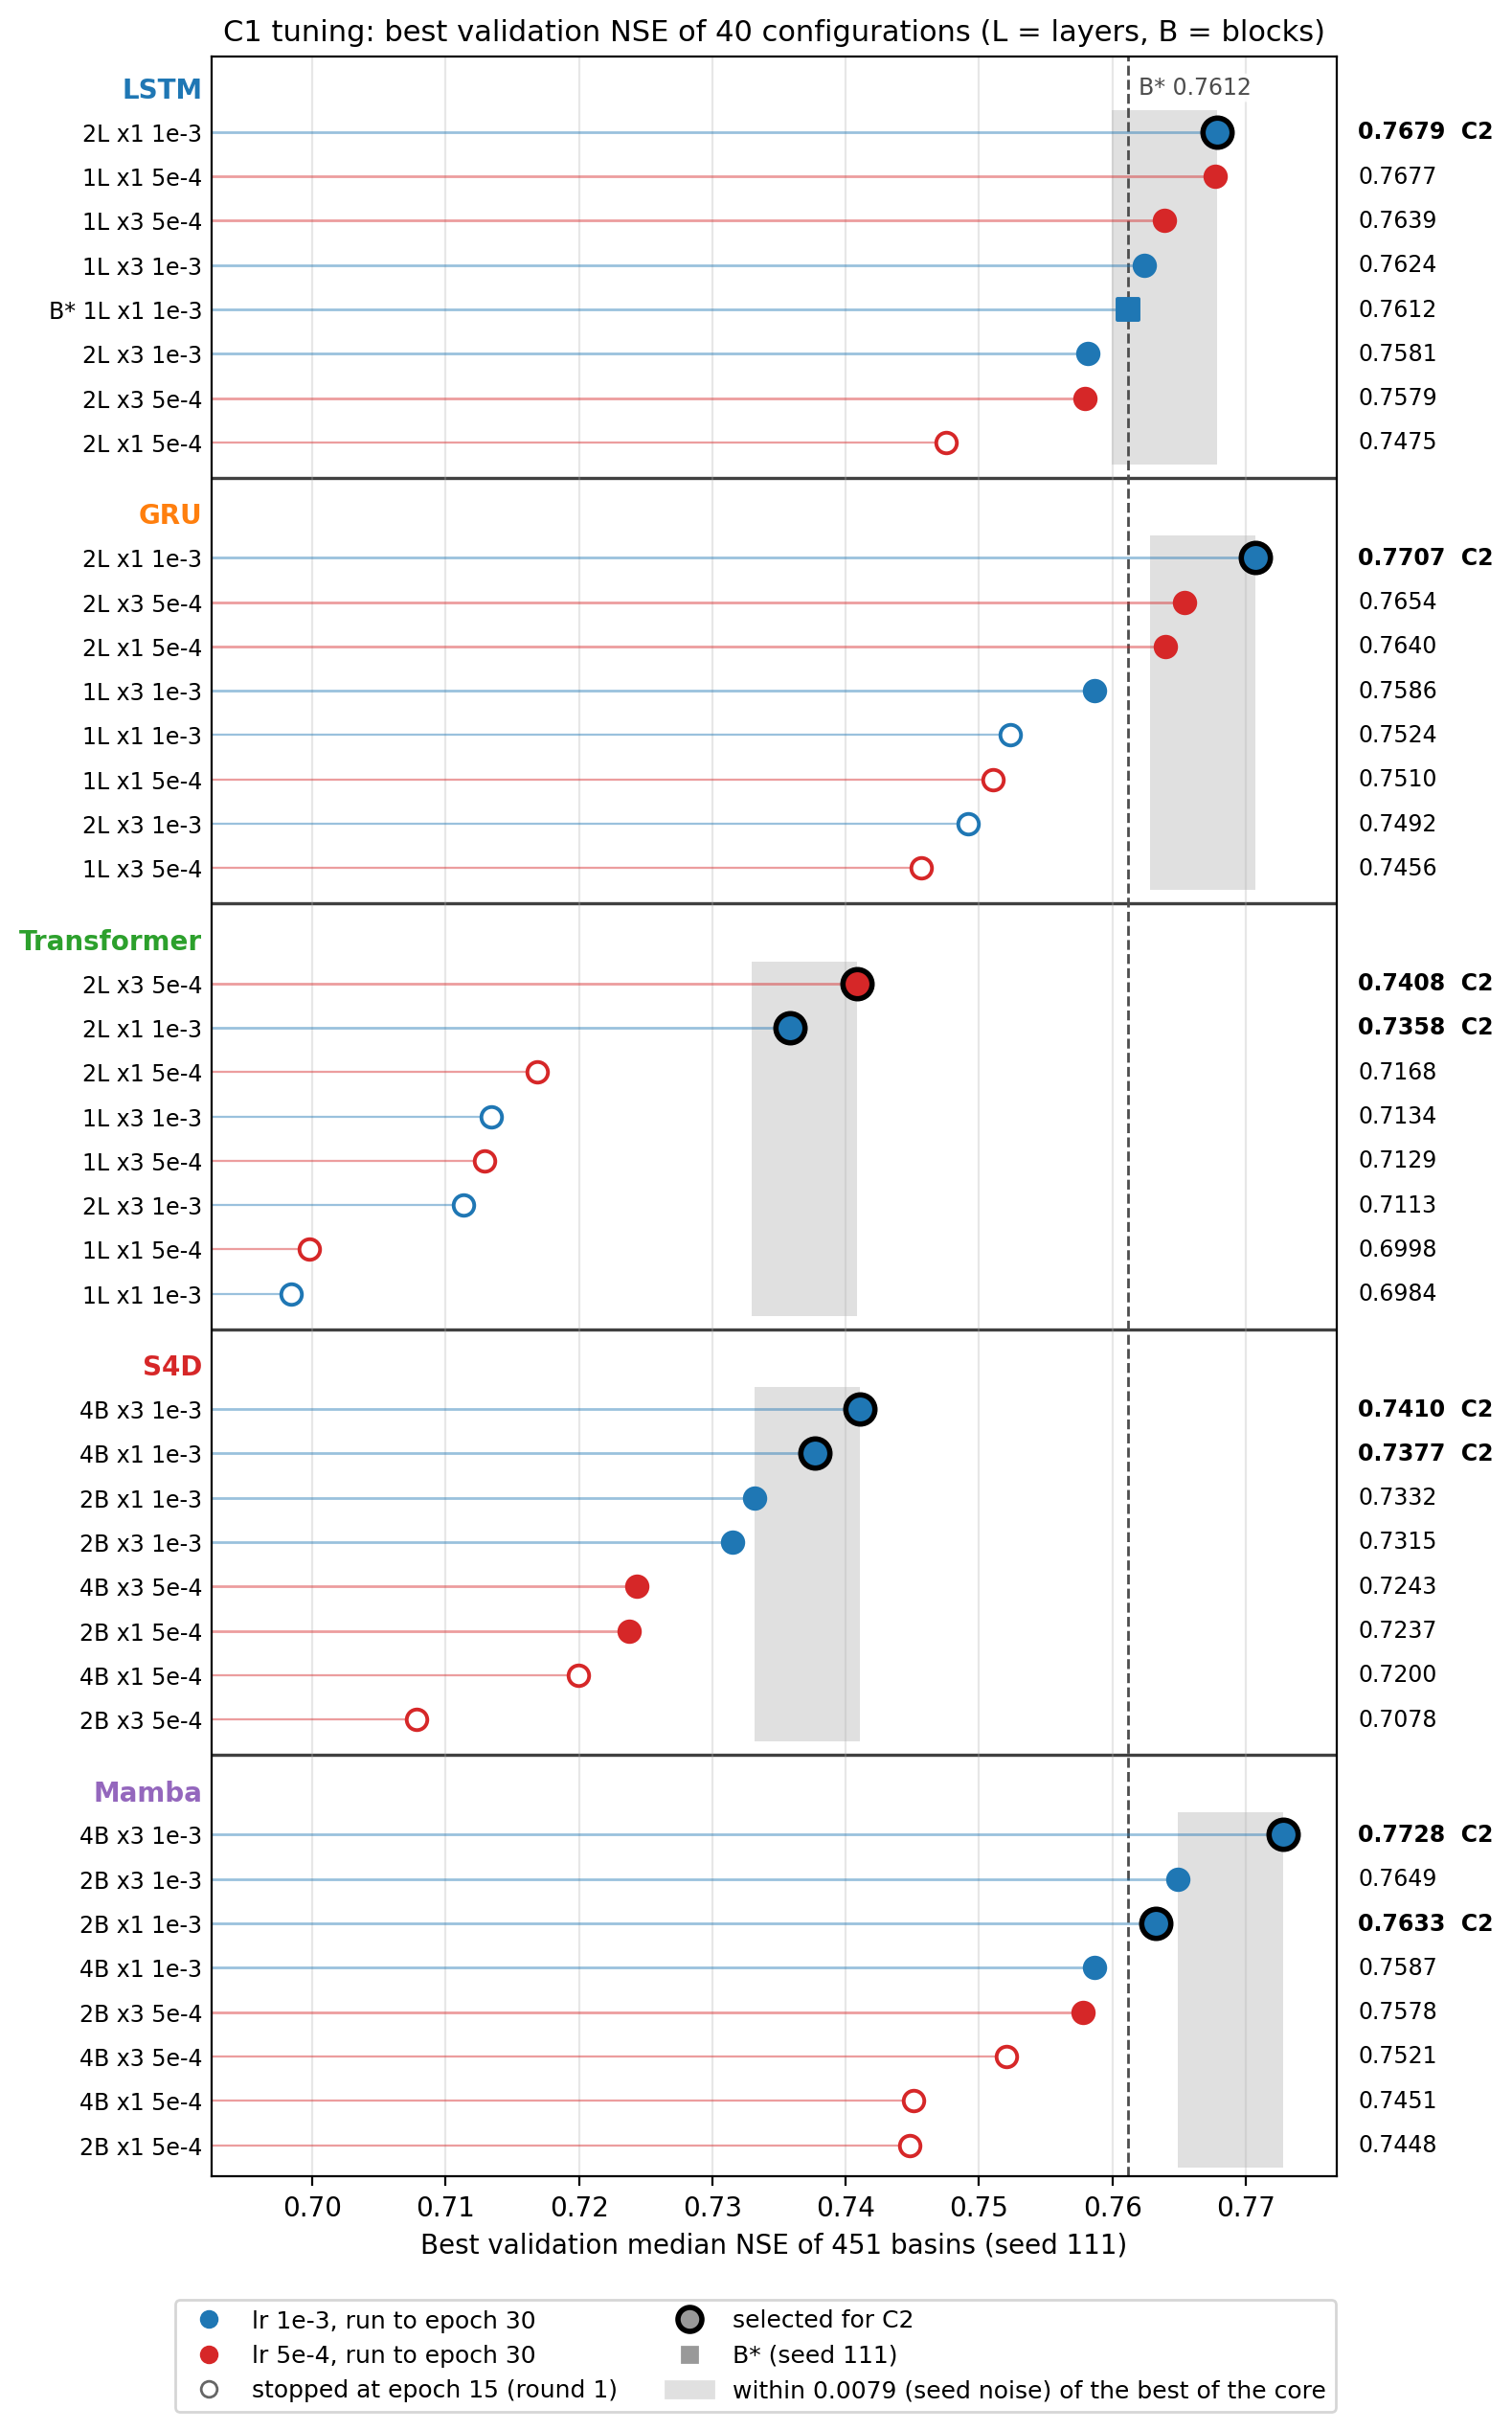 C1 tuning: best validation NSE of 40 configurations (L = layers, B = blocks)
LSTM
B* 0.7612
2L x1 1e-3 0.7679 C2
1L x1 5e-4 0.7677
1L x3 5e-4 0.7639
1L x3 1e-3 0.7624
B* 1L x1 1e-3 0.7612
2L x3 1e-3 0.7581
2L x3 5e-4 0.7579
2L x1 5e-4 0.7475
GRU
2L x1 1e-3 0.7707 C2
2L x3 5e-4 0.7654
2L x1 5e-4 0.7640
1L x3 1e-3 0.7586
1L x1 1e-3 0.7524
1L x1 5e-4 0.7510
2L x3 1e-3 0.7492
1L x3 5e-4 0.7456
Transformer
2L x3 5e-4 0.7408 C2
2L x1 1e-3 0.7358 C2
2L x1 5e-4 0.7168
1L x3 1e-3 0.7134
1L x3 5e-4 0.7129
2L x3 1e-3 0.7113
1L x1 5e-4 0.6998
1L x1 1e-3 0.6984
S4D
4B x3 1e-3 0.7410 C2
4B x1 1e-3 0.7377 C2
2B x1 1e-3 0.7332
2B x3 1e-3 0.7315
4B x3 5e-4 0.7243
2B x1 5e-4 0.7237
4B x1 5e-4 0.7200
2B x3 5e-4 0.7078
Mamba
4B x3 1e-3 0.7728 C2
2B x3 1e-3 0.7649
2B x1 1e-3 0.7633 C2
4B x1 1e-3 0.7587
2B x3 5e-4 0.7578
4B x3 5e-4 0.7521
4B x1 5e-4 0.7451
2B x1 5e-4 0.7448
0.70 0.71 0.72 0.73 0.74 0.75 0.76 0.77
Best validation median NSE of 451 basins (seed 111)
lr 1e-3, run to epoch 30
lr 5e-4, run to epoch 30
stopped at epoch 15 (round 1)
selected for C2
B* (seed 111)
within 0.0079 (seed noise) of the best of the core